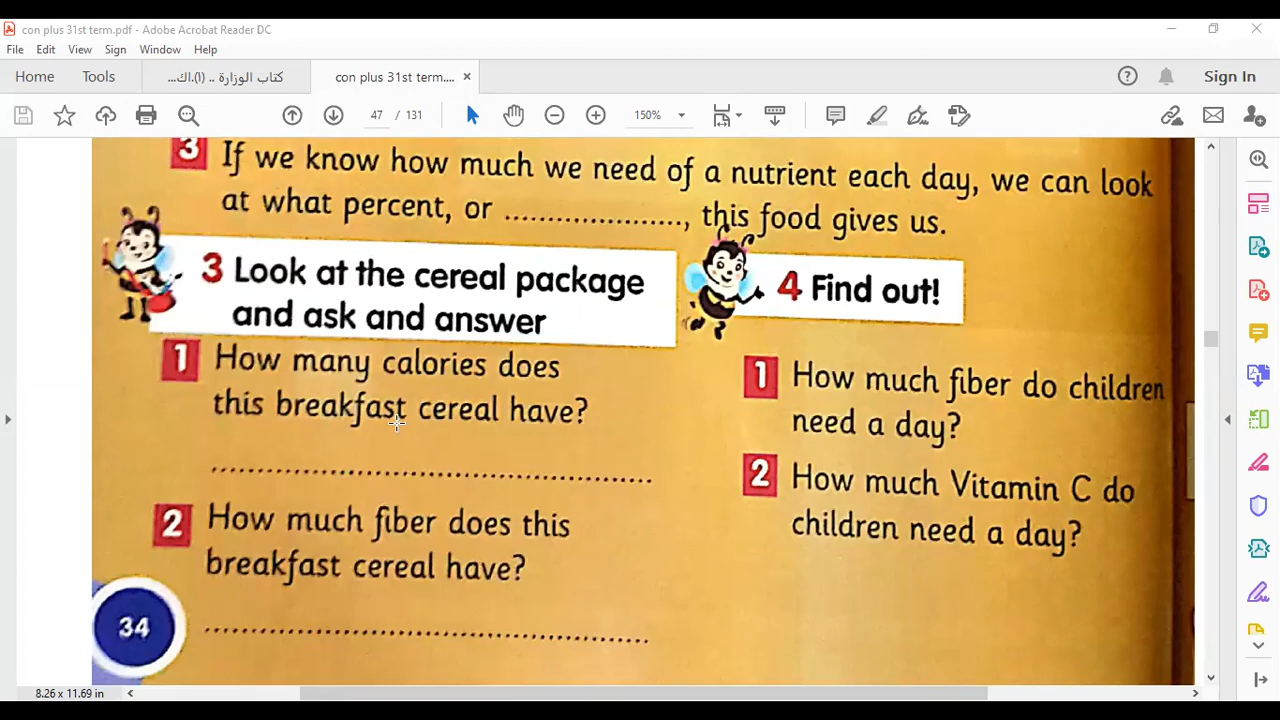 con plus 31st term.pdf - Adobe Acrobat Reader DC
File Edit View Sign Window Help
Home Tools كتاب الوزارة .. (١).اك... con plus 31st term.... × Sign In
47 / 131 150%
3 If we know how much we need of a nutrient each day, we can look
at what percent, or ...................., this food gives us.
3 Look at the cereal package
and ask and answer
1 How many calories does
this breakfast cereal have?
2 How much fiber does this
breakfast cereal have?
4 Find out!
1 How much fiber do children
need a day?
2 How much Vitamin C do
children need a day?
34
8.26 x 11.69 in